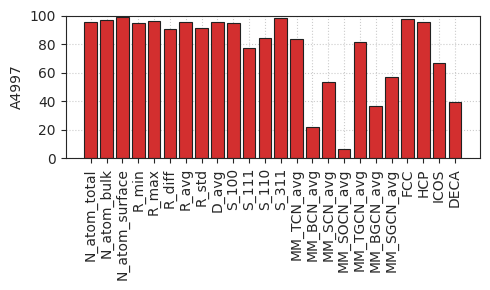 100
80
60
40
20
0
A4997
N_atom_total
N_atom_bulk
N_atom_surface
R_min
R_max
R_diff
R_avg
R_std
D_avg
S_100
S_111
S_110
S_311
MM_TCN_avg
MM_BCN_avg
MM_SCN_avg
MM_SOCN_avg
MM_TGCN_avg
MM_BGCN_avg
MM_SGCN_avg
FCC
HCP
ICOS
DECA